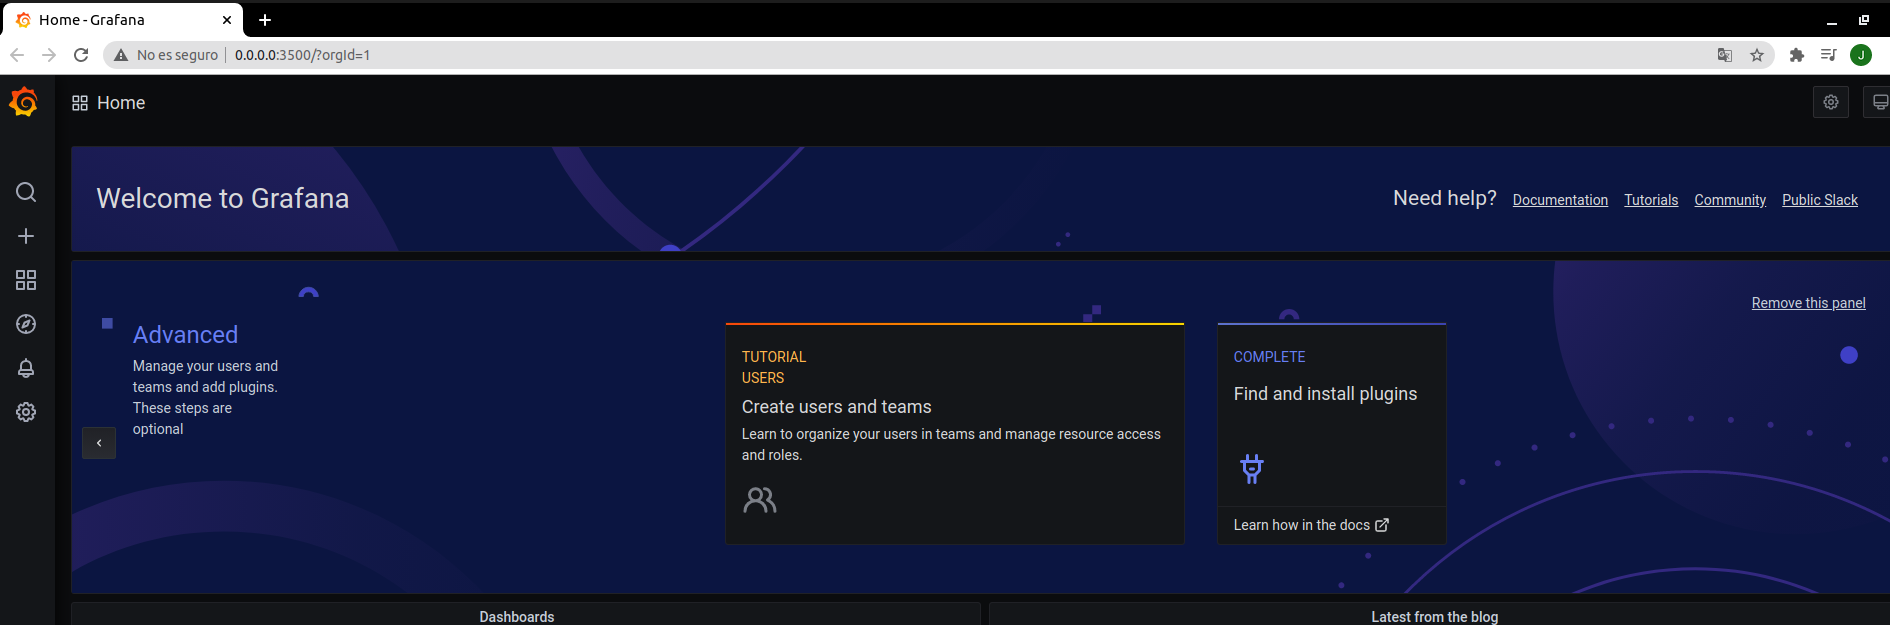 Home - Grafana
No es seguro
0.0.0.0:3500/?orgId=1
J
Home
Welcome to Grafana
Need help? Documentation Tutorials Community Public Slack
Remove this panel
Advanced
Manage your users and
teams and add plugins.
These steps are
optional
TUTORIAL
USERS
Create users and teams
Learn to organize your users in teams and manage resource access
and roles.
COMPLETE
Find and install plugins
Learn how in the docs
Dashboards
Latest from the blog